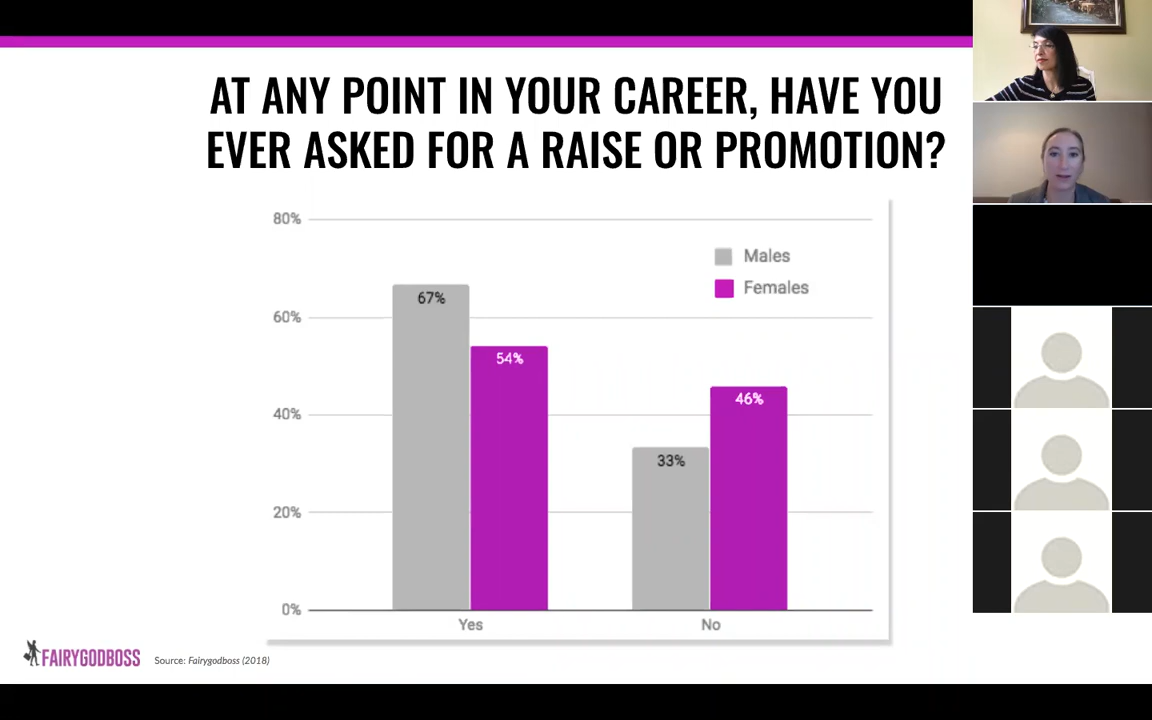 AT ANY POINT IN YOUR CAREER, HAVE YOU
EVER ASKED FOR A RAISE OR PROMOTION?
80%
Males
Females
67%
60%
54%
46%
40%
33%
20%
0%
Yes
No
FAIRYGODBOSS
Source: Fairygodboss (2018)